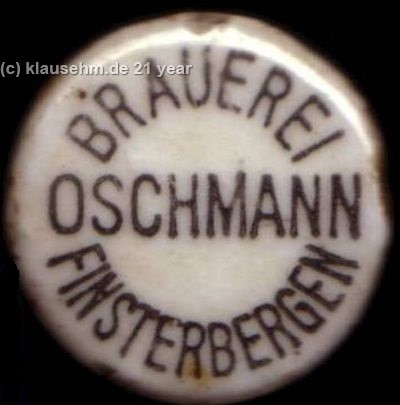 (c) klausehm.de 21 year
BRAUEREI
OSCHMANN
FINSTERBERGEN